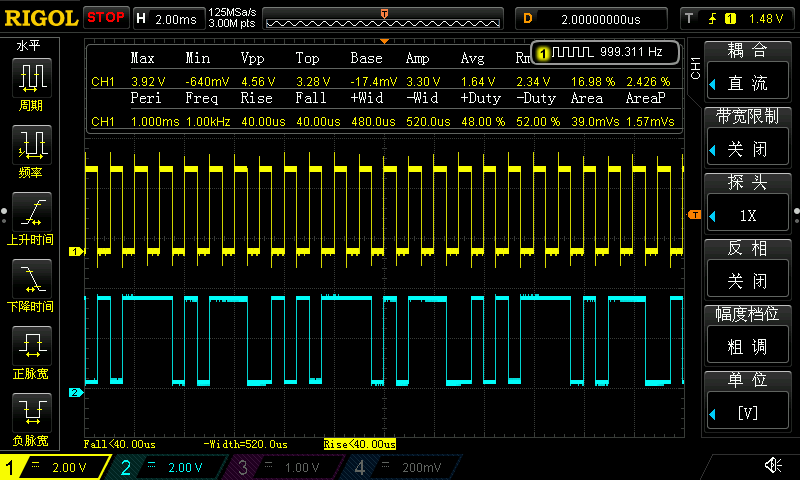 RIGOL STOP H 2.00ms 125MSa/s 3.00M pts T D 2.00000000us T 1 1.48 V
水平
周期
频率
上升时间
下降时间
正脉宽
负脉宽
1 999.311 Hz
Max Min Vpp Top Base Amp Avg
CH1 3.92 V -640mV 4.56 V 3.28 V -17.4mV 3.30 V 1.64 V 2.34 V 16.98 % 2.426 %
Peri Freq Rise Fall +Wid -Wid +Duty -Duty Area AreaP
CH1 1.000ms 1.00kHz 40.00us 40.00us 480.0us 520.0us 48.00 % 52.00 % 39.0mVs 1.57mVs
T
1
2
Fall<40.00us -Width=520.0us Rise<40.00us
CH1
耦 合
直 流
带宽限制
关 闭
探 头
1X
反 相
关 闭
幅度档位
粗 调
单 位
[V]
1 2.00 V 2 2.00 V 3 1.00 V 4 200mV